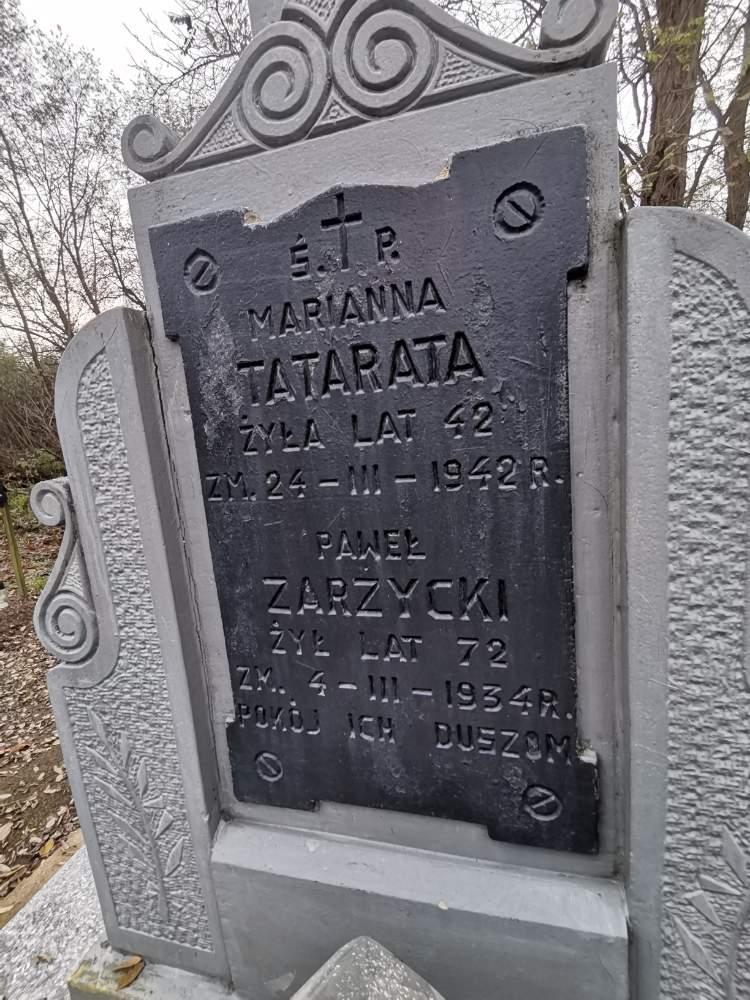 Ś. P.
MARIANNA
TATARATA
ŻYŁA LAT 42
ZM. 24-III-1942 R.
PAWEŁ
ZARZYCKI
ŻYŁ LAT 72
ZM. 4-III-1934 R.
POKÓJ ICH DUSZOM